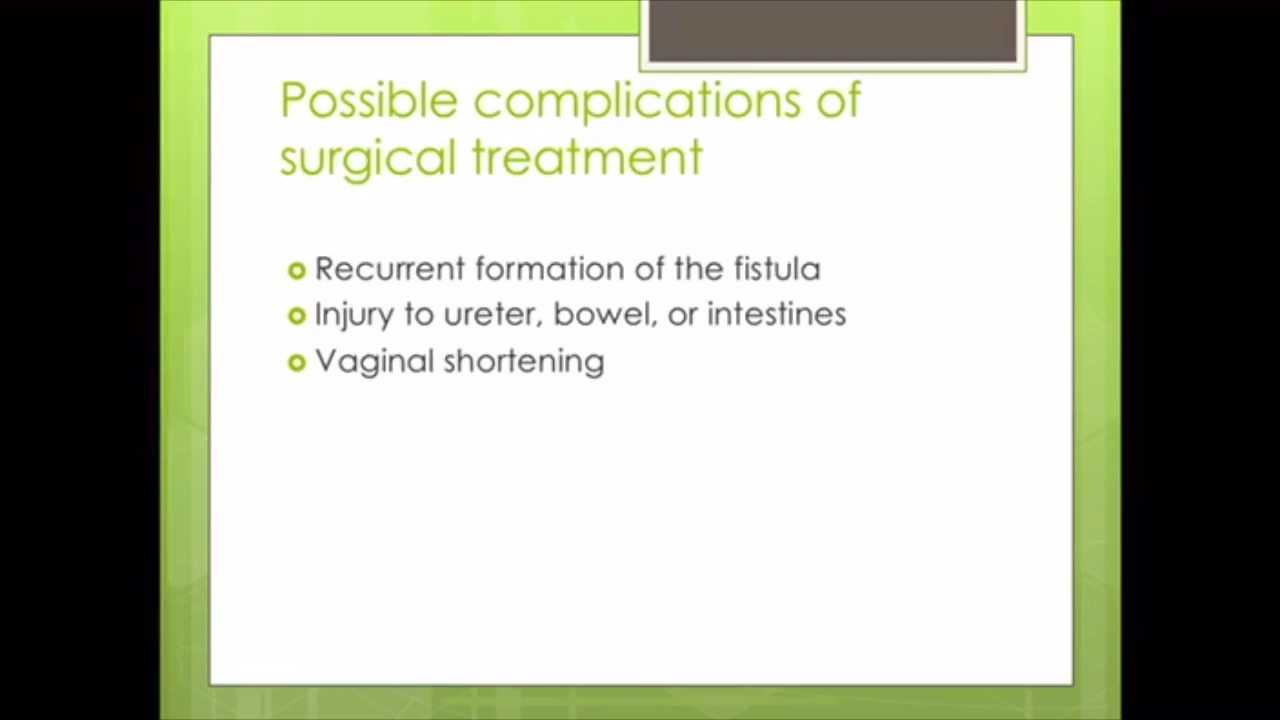 Possible complications of
surgical treatment
Recurrent formation of the fistula
Injury to ureter, bowel, or intestines
Vaginal shortening